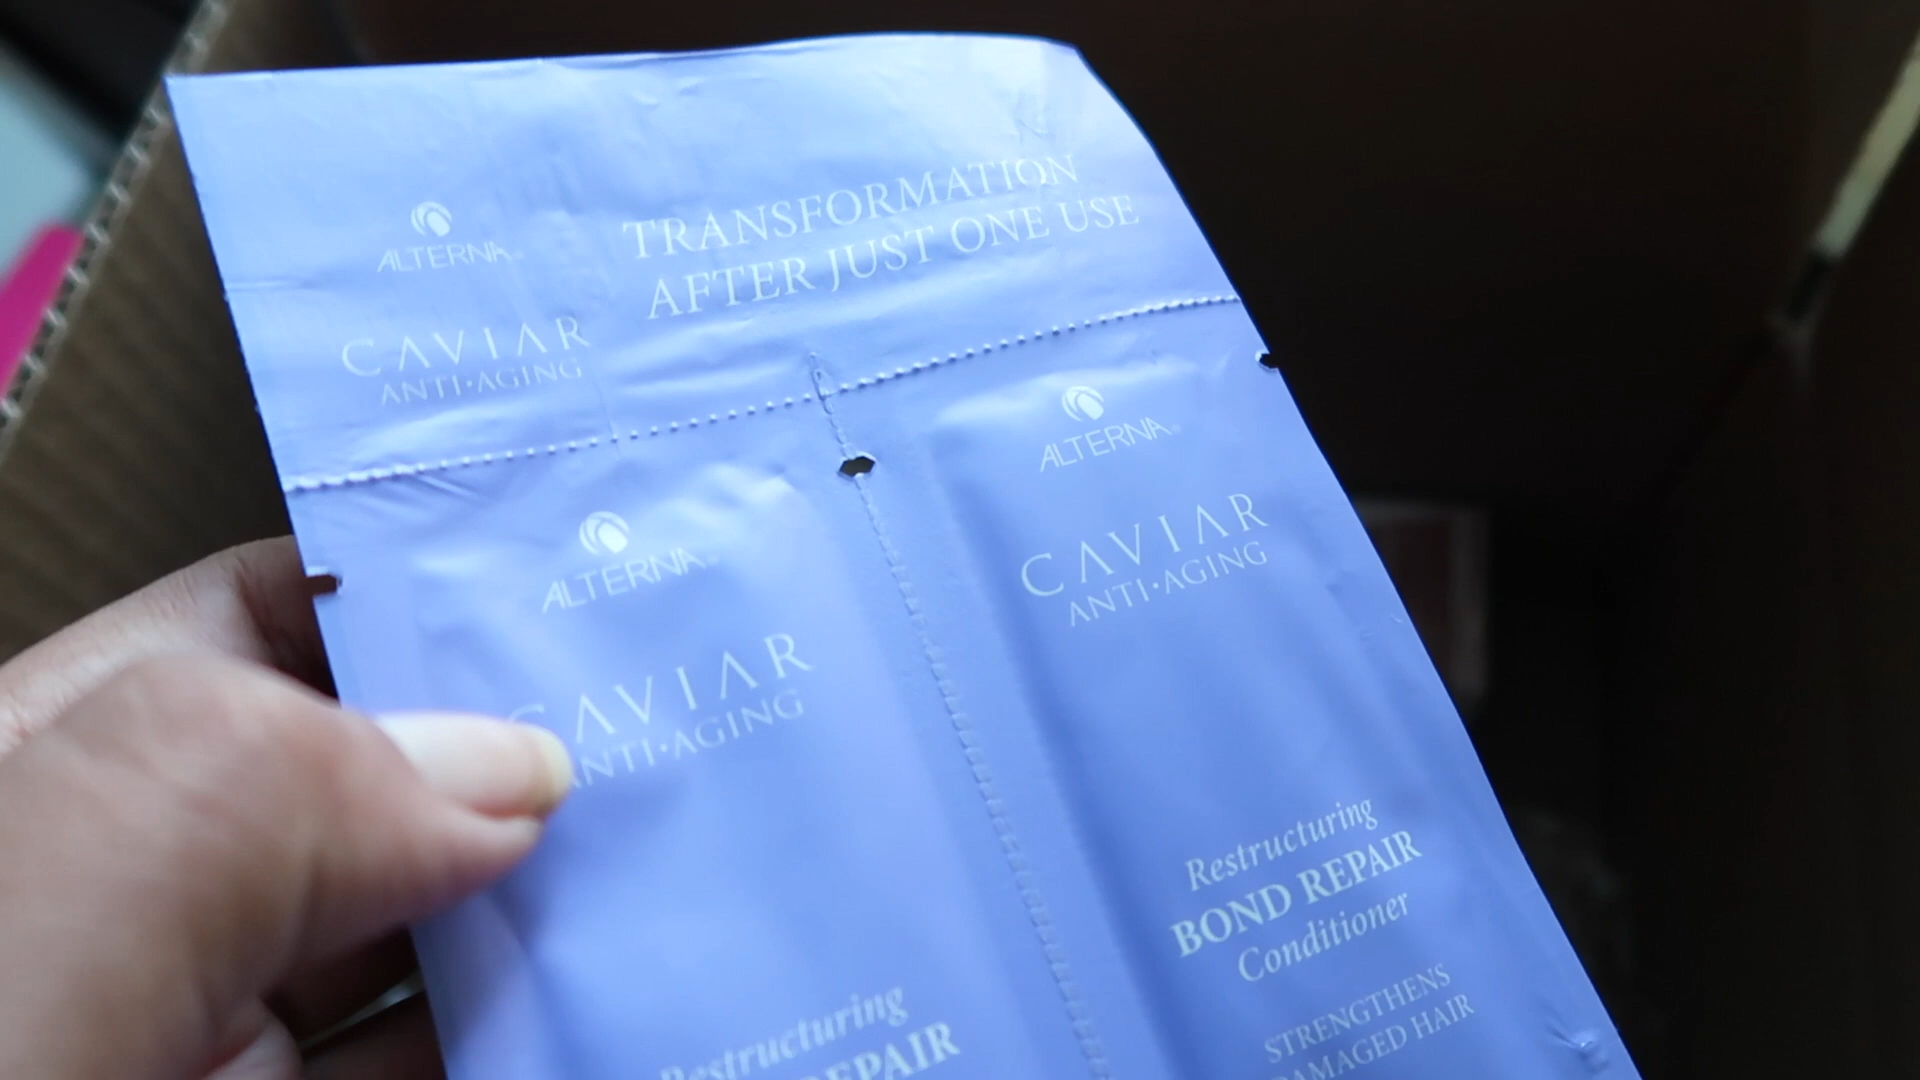 ALTERNA
CAVIAR
ANTI·AGING
TRANSFORMATION
AFTER JUST ONE USE
ALTERNA
CAVIAR
ANTI·AGING
Restructuring
REPAIR
ALTERNA®
CAVIAR
ANTI·AGING
Restructuring
BOND REPAIR
Conditioner
STRENGTHENS
DAMAGED HAIR